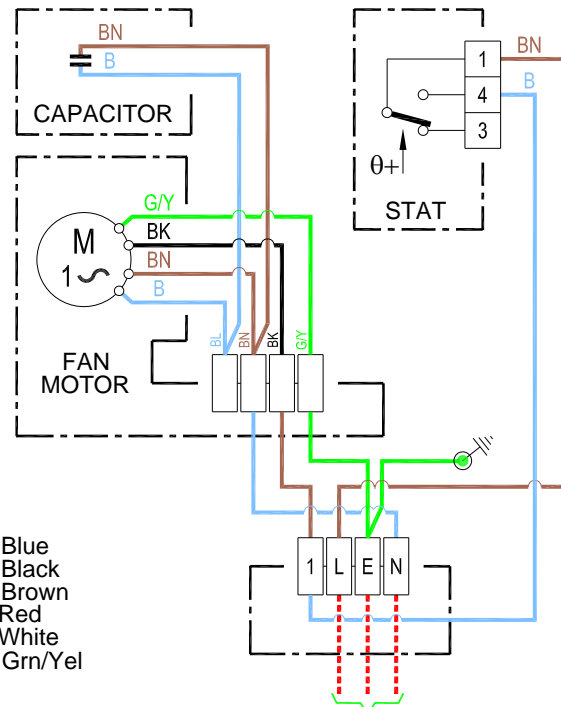 BN
B
CAPACITOR
1
BN
4
B
3
θ+
STAT
G/Y
M
1
BK
BN
B
FAN
MOTOR
BL
BN
BK
G/Y
1
L
E
N
Blue
Black
Brown
Red
White
Grn/Yel